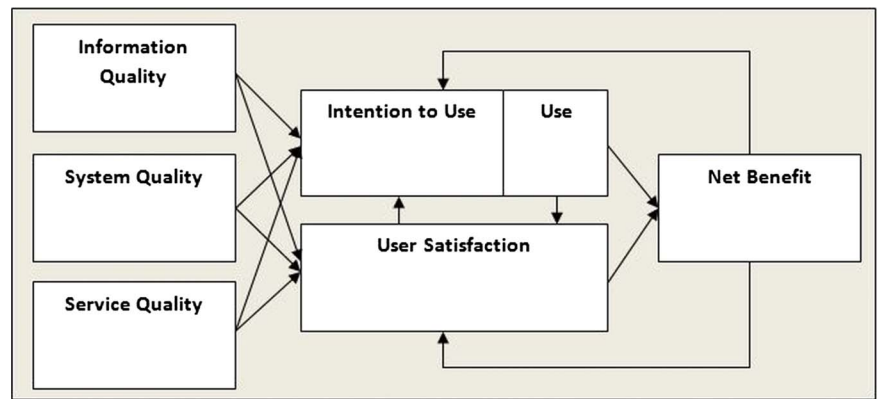 Information
Quality
System Quality
Service Quality
Intention to Use
Use
User Satisfaction
Net Benefit